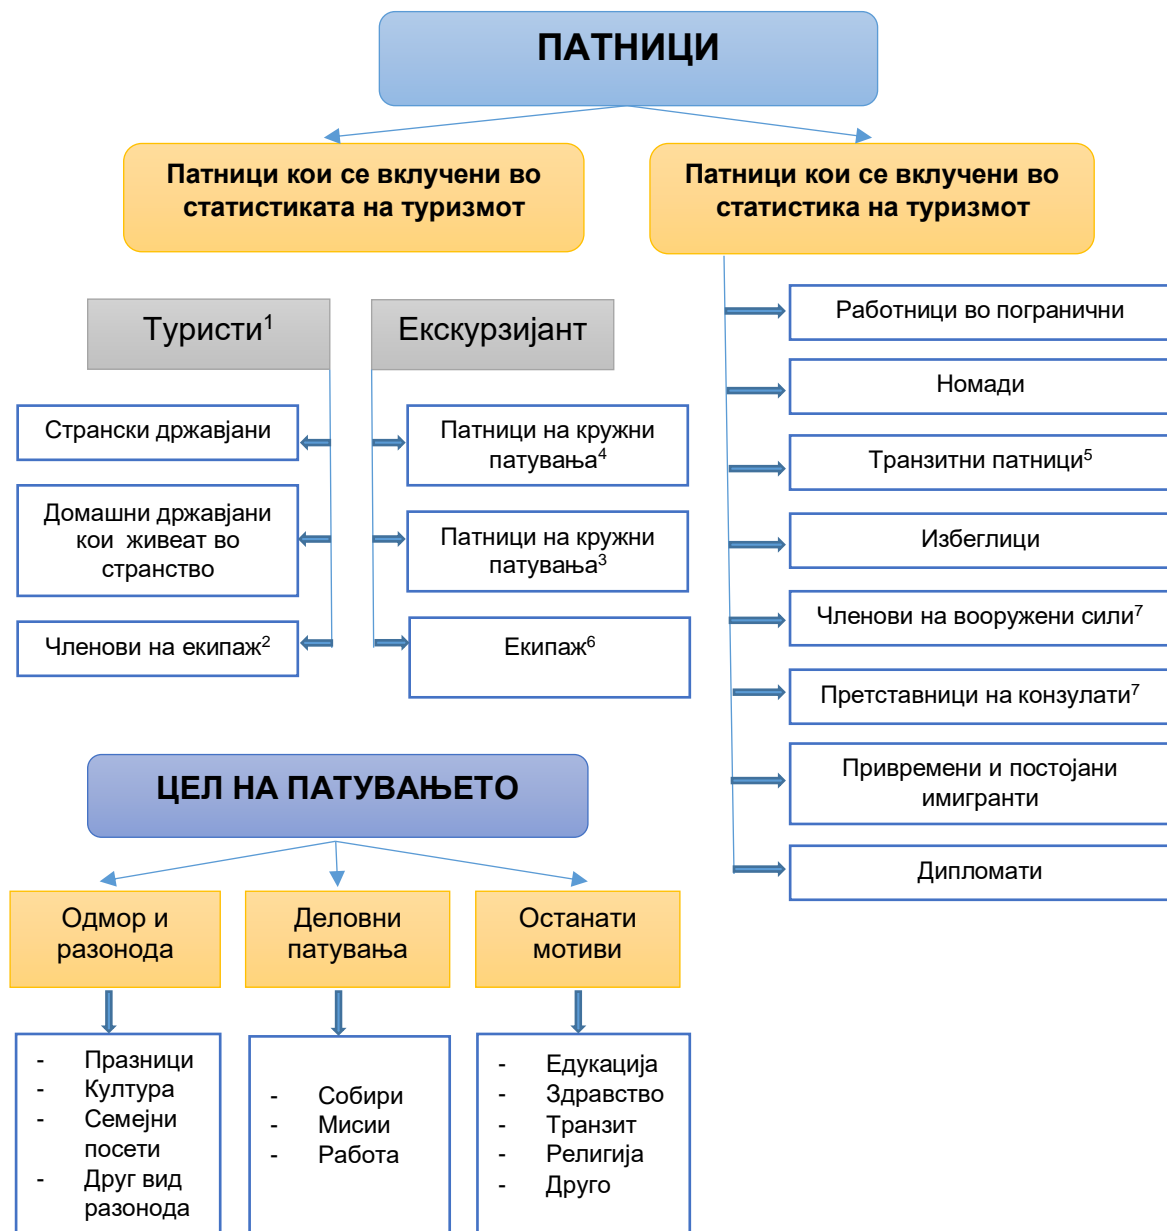 ПАТНИЦИ
Патници кои се вклучени во
статистиката на туризмот
Патници кои се вклучени во
статистика на туризмот
Туристи¹
Екскурзијант
Странски државјани
Домашни државјани
кои живеат во
странство
Членови на екипаж²
Патници на кружни
патувања⁴
Патници на кружни
патувања³
Екипаж⁶
Работници во погранични
Номади
Транзитни патници⁵
Избеглици
Членови на вооружени сили⁷
Претставници на конзулати⁷
Привремени и постојани
имигранти
Дипломати
ЦЕЛ НА ПАТУВАЊЕТО
Одмор и
разонода
Деловни
патувања
Останати
мотиви
- Празници
- Култура
- Семејни
посети
- Друг вид
разонода
- Собири
- Мисии
- Работа
- Едукација
- Здравство
- Транзит
- Религија
- Друго